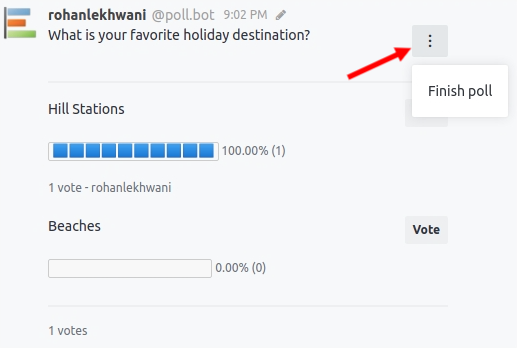 rohanlekhwani @poll.bot 9:02 PM
What is your favorite holiday destination?
Finish poll
Hill Stations
100.00% (1)
1 vote - rohanlekhwani
Beaches Vote
0.00% (0)
1 votes